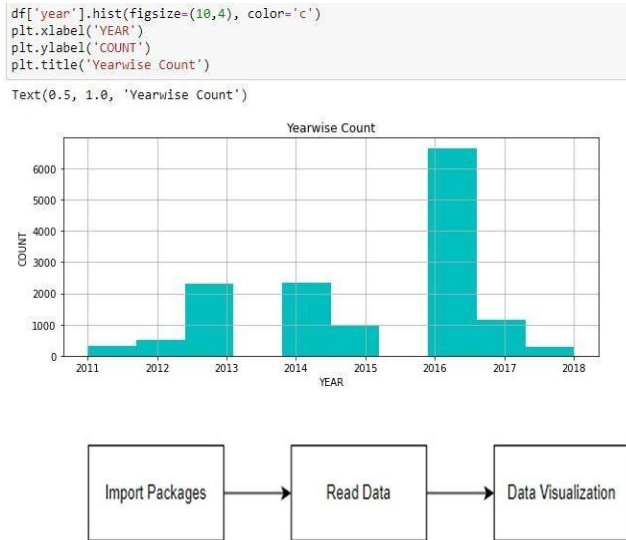 df['year'].hist(figsize=(10,4), color='c')
plt.xlabel('YEAR')
plt.ylabel('COUNT')
plt.title('Yearwise Count')
Text(0.5, 1.0, 'Yearwise Count')
Yearwise Count
6000
5000
4000
3000
2000
1000
0
COUNT
2011 2012 2013 2014 2015 2016 2017 2018
YEAR
Import Packages Read Data Data Visualization